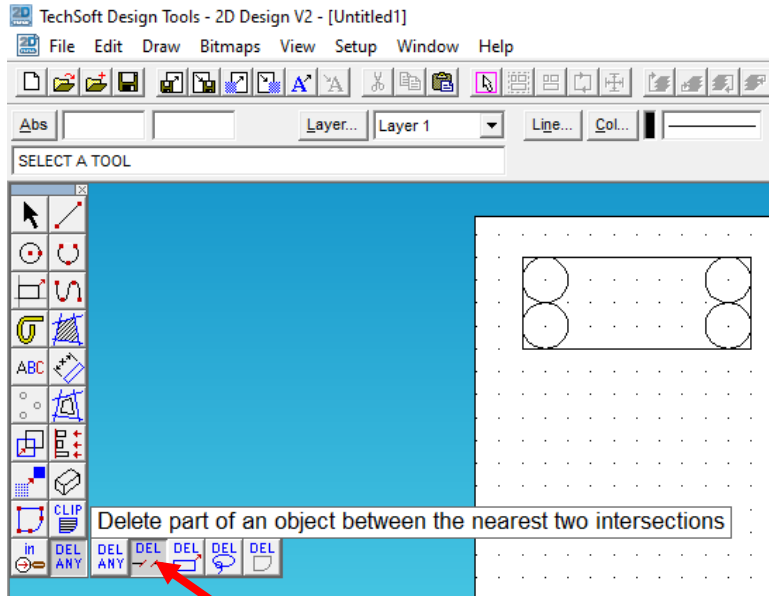 TechSoft Design Tools - 2D Design V2 - [Untitled1]
File Edit Draw Bitmaps View Setup Window Help
A A
Abs Layer... Layer 1 Line... Col...
SELECT A TOOL
ABC
CLIP
Delete part of an object between the nearest two intersections
in DEL ANY DEL ANY DEL DEL DEL DEL